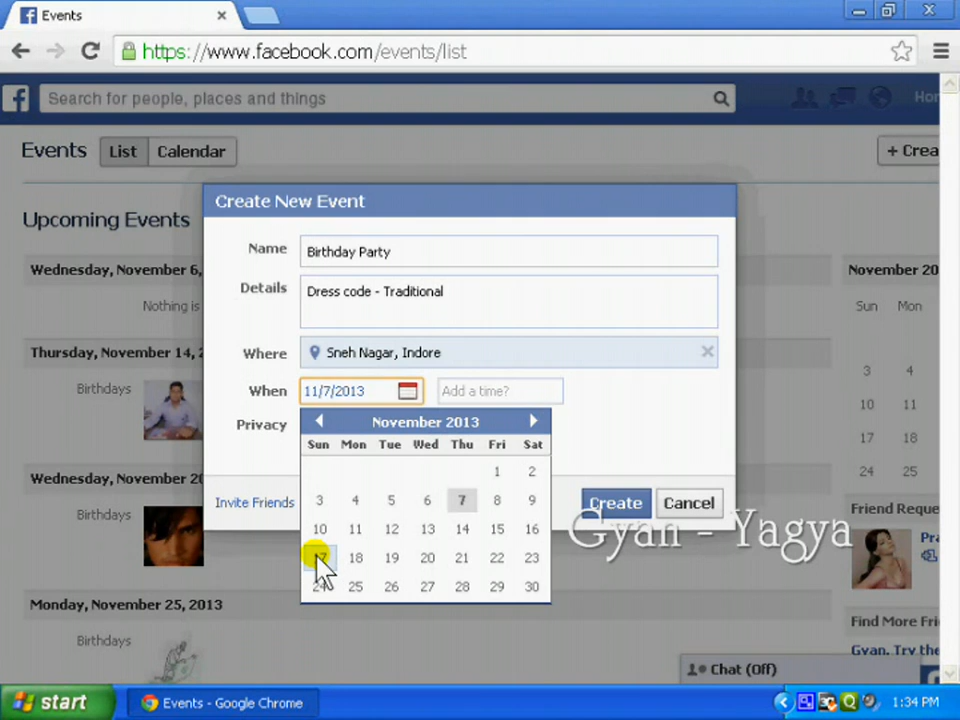 Events
https://www.facebook.com/events/list
Search for people, places and things
Hor
Events List Calendar
+ Crea
Create New Event
Upcoming Events
Name Birthday Party
Wednesday, November 6,
November 20
Details Dress code - Traditional
Nothing is
Sun Mon
Thursday, November 14, 2
Where Sneh Nagar, Indore
3 4
Birthdays
When 11/7/2013 Add a time?
10 11
Privacy
November 2013
Sun Mon Tue Wed Thu Fri Sat
1 2
3 4 5 6 7 8 9
10 11 12 13 14 15 16
17 18 19 20 21 22 23
24 25 26 27 28 29 30
17 18
24 25
Wednesday, November 20
Invite Friends
Create Cancel
Gyan - Yagya
Friend Reque
Birthdays
Pra
Monday, November 25, 2013
Find More Frie
Birthdays
Gyan, Try the
Chat (Off)
start
Events - Google Chrome
1:34 PM